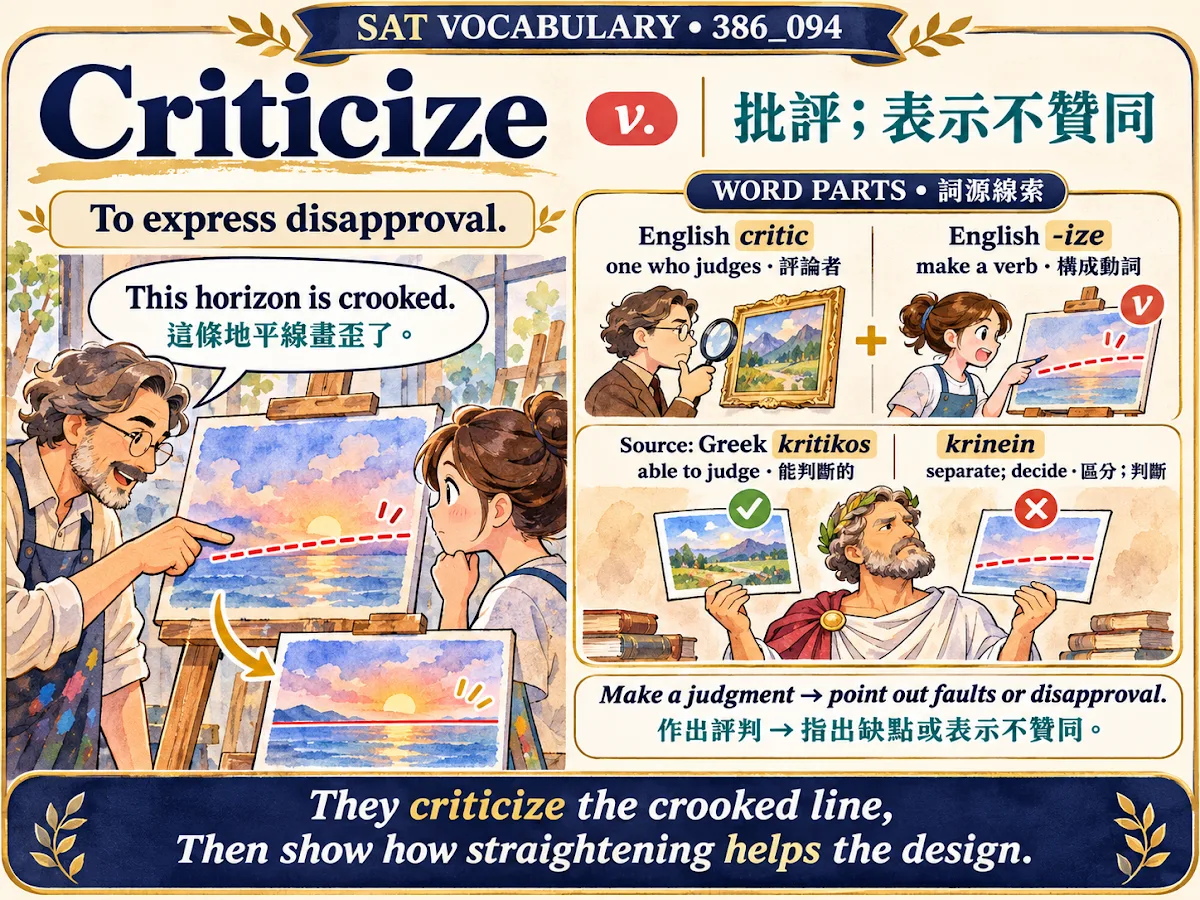 SAT VOCABULARY • 386_094
Criticize
v.
批評；表示不贊同
To express disapproval.
This horizon is crooked.
這條地平線畫歪了。
WORD PARTS • 詞源線索
English critic
one who judges · 評論者
+
English -ize
make a verb · 構成動詞
v
Source: Greek kritikos
able to judge · 能判斷的
krinein
separate; decide · 區分；判斷
Make a judgment → point out faults or disapproval.
作出評判 → 指出缺點或表示不贊同。
They criticize the crooked line,
Then show how straightening helps the design.